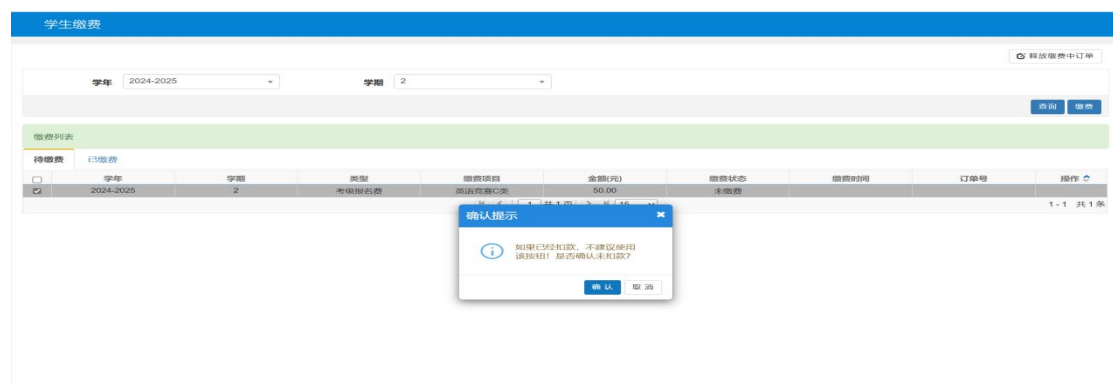 学生缴费
释放缴费中订单
学年 2024-2025 学期 2
查询 缴费
缴费列表
待缴费 已缴费
学年 学期 类型 缴费项目 金额(元) 缴费状态 缴费时间 订单号 操作
2024-2025 2 考级报名费 英语竞赛C类 50.00 未缴费
1 共1页 15 1 - 1 共1条
确认提示
如果已经扣款，不建议使用
该按钮！是否确认未扣款？
确认 取消